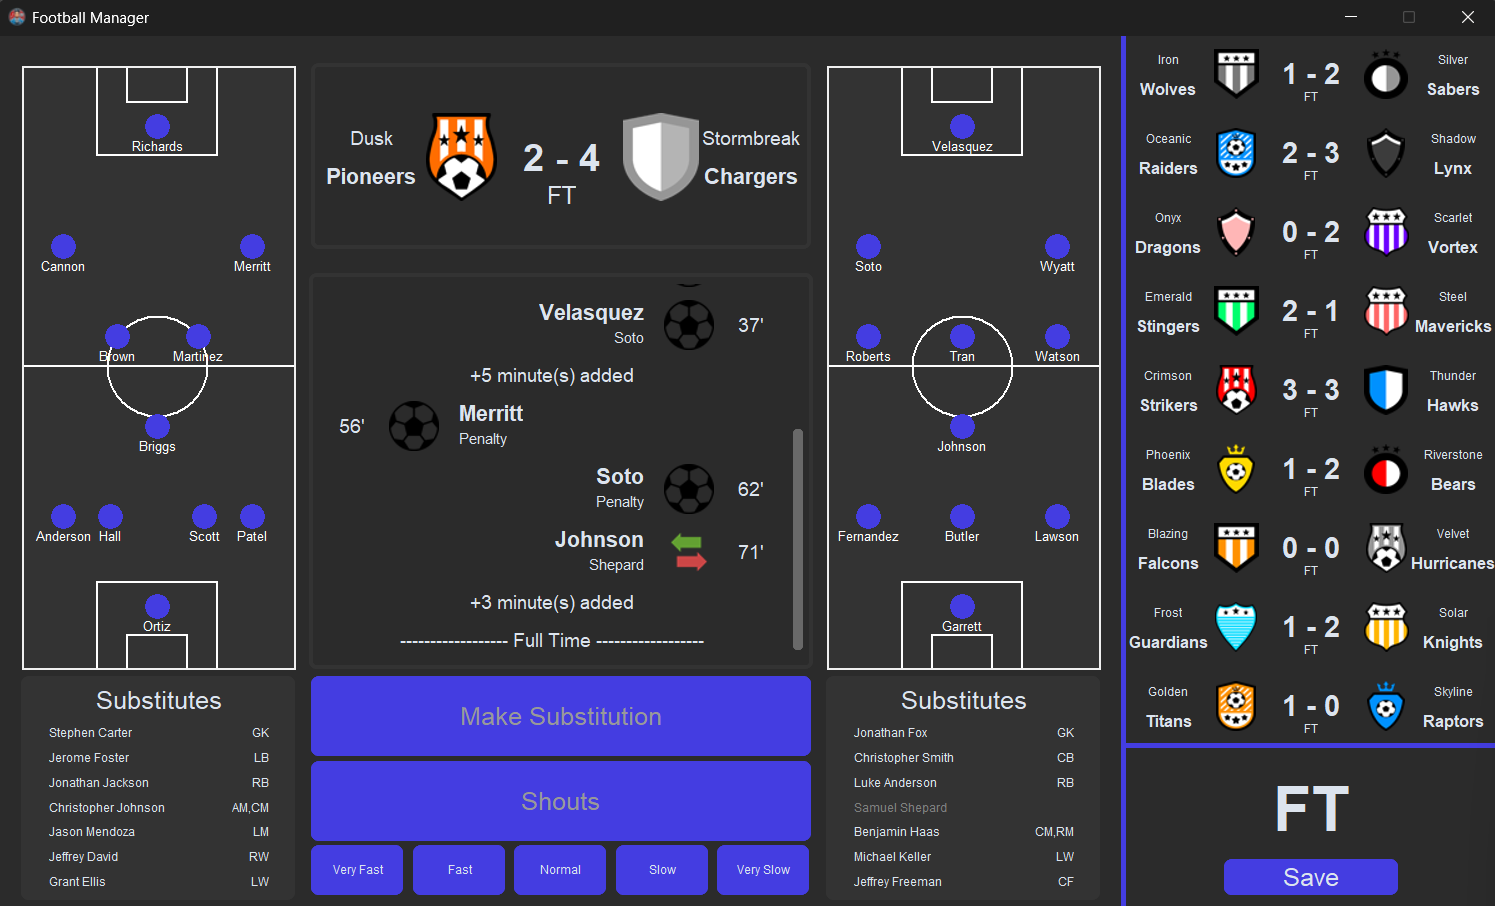 Football Manager
Richards
Cannon
Merritt
Brown
Martinez
Briggs
Anderson
Hall
Scott
Patel
Ortiz
Dusk
Pioneers
2 - 4
FT
Stormbreak
Chargers
Velasquez
Soto
37'
+5 minute(s) added
56'
Merritt
Penalty
Soto
Penalty
62'
Johnson
Shepard
71'
+3 minute(s) added
------------------ Full Time ------------------
Velasquez
Soto
Wyatt
Roberts
Tran
Watson
Johnson
Fernandez
Butler
Lawson
Garrett
Substitutes
Stephen Carter GK
Jerome Foster LB
Jonathan Jackson RB
Christopher Johnson AM,CM
Jason Mendoza LM
Jeffrey David RW
Grant Ellis LW
Make Substitution
Shouts
Very Fast
Fast
Normal
Slow
Very Slow
Substitutes
Jonathan Fox GK
Christopher Smith CB
Luke Anderson RB
Samuel Shepard
Benjamin Haas CM,RM
Michael Keller LW
Jeffrey Freeman CF
Iron
Wolves
1 - 2
FT
Silver
Sabers
Oceanic
Raiders
2 - 3
FT
Shadow
Lynx
Onyx
Dragons
0 - 2
FT
Scarlet
Vortex
Emerald
Stingers
2 - 1
FT
Steel
Mavericks
Crimson
Strikers
3 - 3
FT
Thunder
Hawks
Phoenix
Blades
1 - 2
FT
Riverstone
Bears
Blazing
Falcons
0 - 0
FT
Velvet
Hurricanes
Frost
Guardians
1 - 2
FT
Solar
Knights
Golden
Titans
1 - 0
FT
Skyline
Raptors
FT
Save